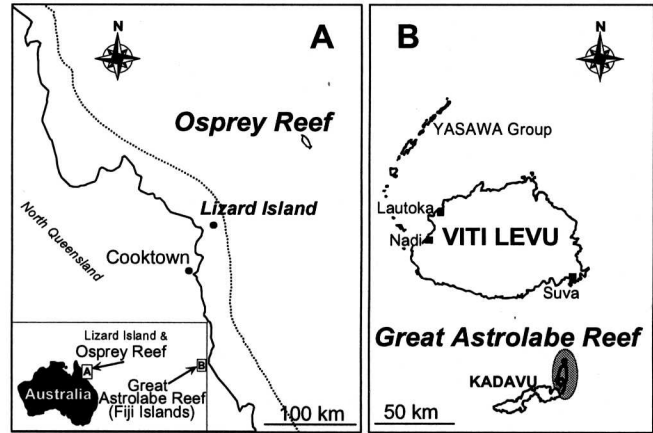 N
A
Osprey Reef
Lizard Island
North Queensland
Cooktown
Lizard Island &
Osprey Reef
A
B
Australia
Great
Astrolabe Reef
(Fiji Islands)
100 km
B
N
YASAWA Group
Lautoka
VITI LEVU
Nadi
Suva
Great Astrolabe Reef
KADAVU
50 km